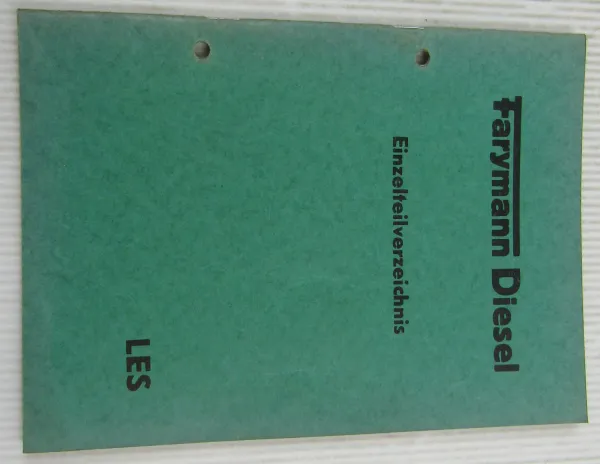 Farymann Diesel
Einzelteilverzeichnis
LES